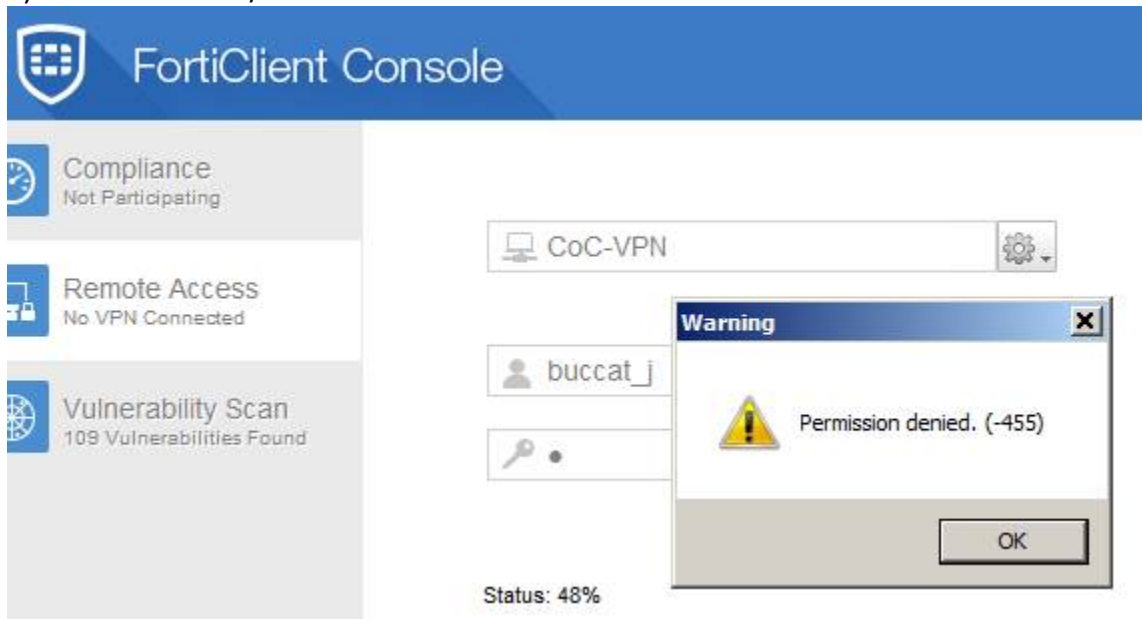 FortiClient Console
Compliance
Not Participating
CoC-VPN
Remote Access
No VPN Connected
Warning
buccat_j
Permission denied. (-455)
Vulnerability Scan
109 Vulnerabilities Found
OK
Status: 48%